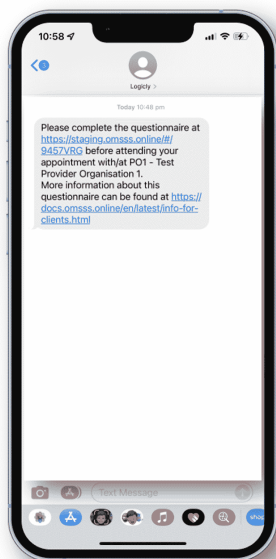 10:58
Logicly >
Today 10:48 pm
Please complete the questionnaire at
https://staging.omsss.online/#/
9457VRG before attending your
appointment with/at PO1 - Test
Provider Organisation 1.
More information about this
questionnaire can be found at https://
docs.omsss.online/en/latest/info-for-
clients.html
Text Message
shop